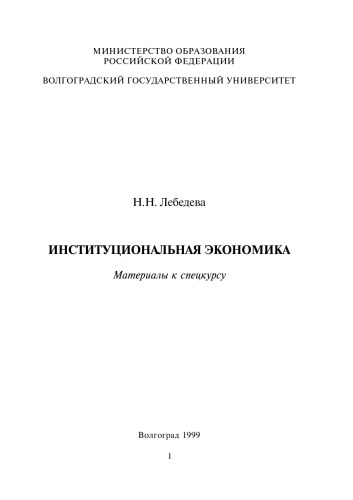 МИНИСТЕРСТВО ОБРАЗОВАНИЯ
РОССИЙСКОЙ ФЕДЕРАЦИИ
ВОЛГОГРАДСКИЙ ГОСУДАРСТВЕННЫЙ УНИВЕРСИТЕТ
Н.Н. Лебедева
ИНСТИТУЦИОНАЛЬНАЯ ЭКОНОМИКА
Материалы к спецкурсу
Волгоград 1999
1